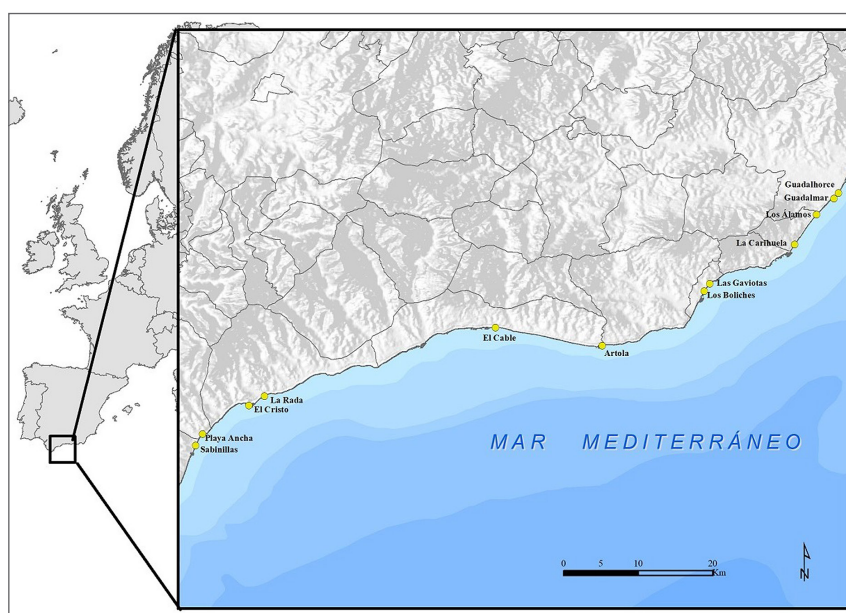 Guadalhorce
Guadalmar
Los Álamos
La Carihuela
Las Gaviotas
Los Boliches
El Cable
Artola
La Rada
El Cristo
Playa Ancha
Sabinillas
MAR MEDITERRÁNEO
0 10 20
Km
N